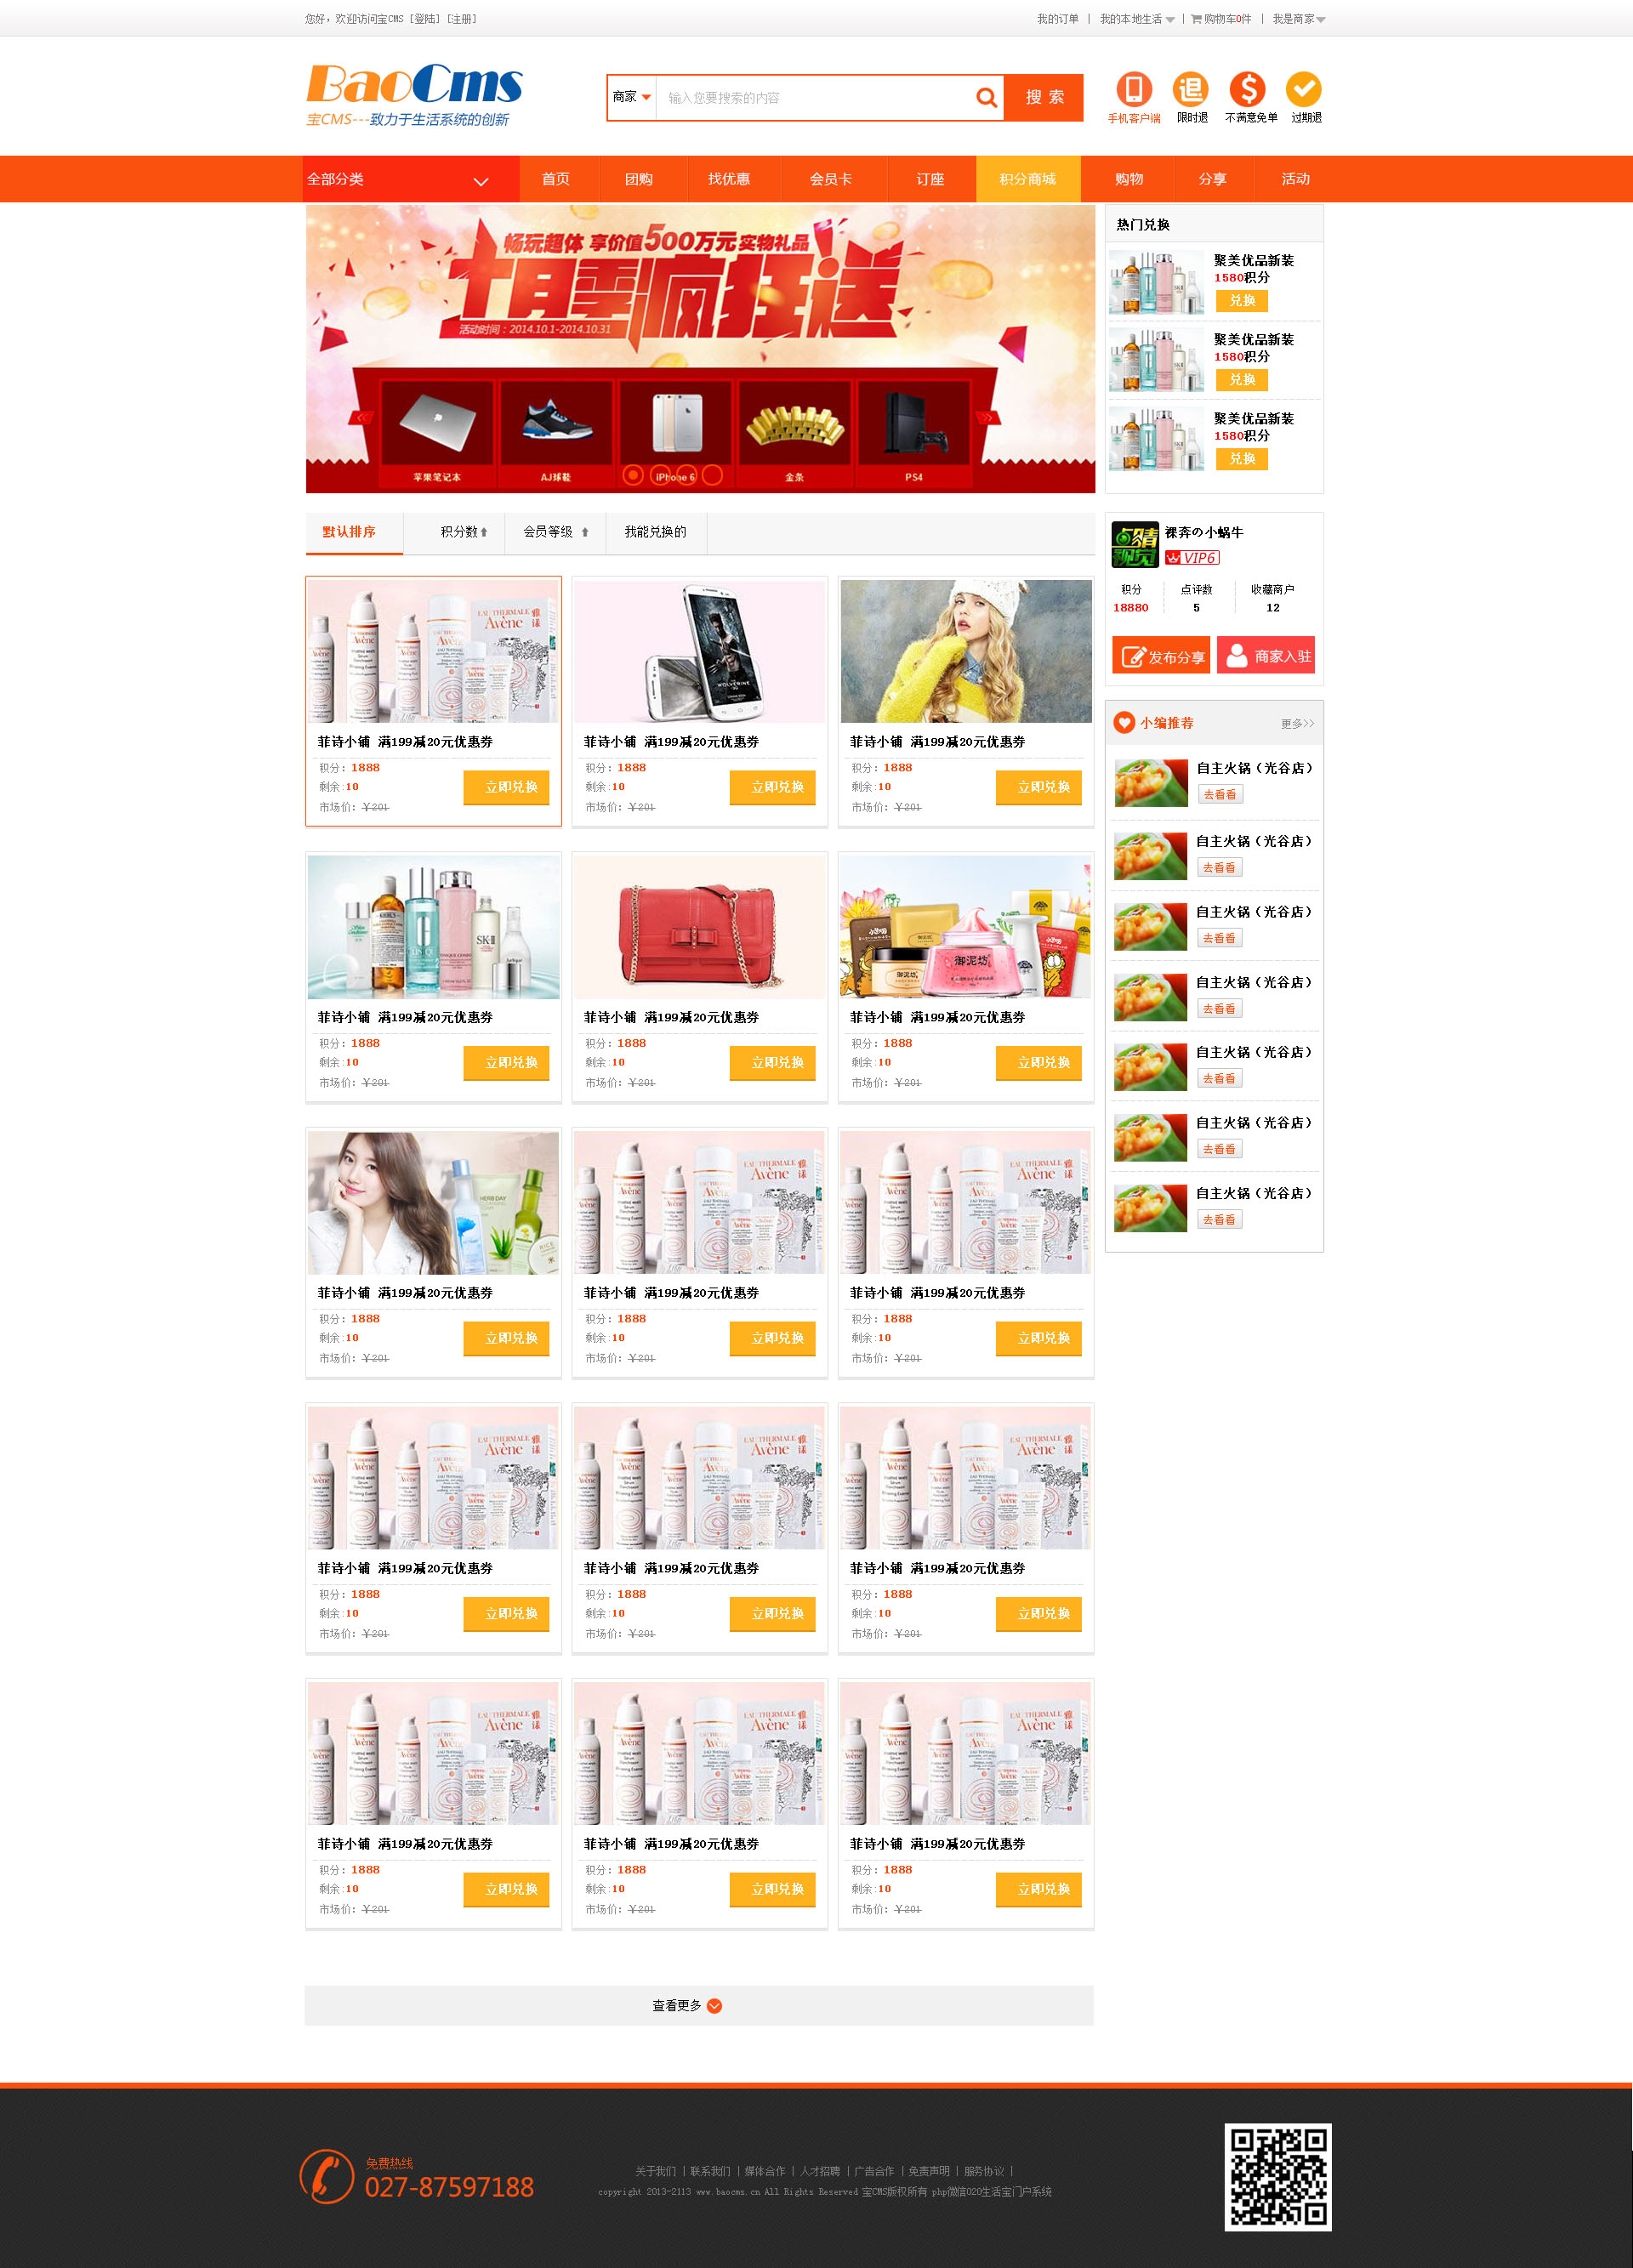 您好，欢迎访问宝CMS [登陆] [注册]
我的订单 | 我的本地生活 | 购物车0件 | 我是商家
BaoCms
宝CMS---致力于生活系统的创新
商家 输入您要搜索的内容 搜 索
手机客户端 限时退 不满意免单 过期退
全部分类 首页 团购 找优惠 会员卡 订座 积分商城 购物 分享 活动
畅玩超体 享价值500万元实物礼品
十月季疯狂送
活动时间：2014.10.1-2014.10.31
苹果笔记本 AJ球鞋 iPhone 6 金条 PS4
热门兑换
聚美优品新装
1580积分
兑换
聚美优品新装
1580积分
兑换
聚美优品新装
1580积分
兑换
默认排序 积分数 会员等级 我能兑换的
点睛视觉
裸奔の小蜗牛
VIP6
积分 点评数 收藏商户
18880 5 12
发布分享 商家入驻
小编推荐 更多>>
自主火锅（光谷店）
去看看
自主火锅（光谷店）
去看看
自主火锅（光谷店）
去看看
自主火锅（光谷店）
去看看
自主火锅（光谷店）
去看看
自主火锅（光谷店）
去看看
自主火锅（光谷店）
去看看
菲诗小铺 满199减20元优惠券 菲诗小铺 满199减20元优惠券 菲诗小铺 满199减20元优惠券
积分：1888 积分：1888 积分：1888
剩余:10 立即兑换 剩余:10 立即兑换 剩余:10 立即兑换
市场价：￥201 市场价：￥201 市场价：￥201
菲诗小铺 满199减20元优惠券 菲诗小铺 满199减20元优惠券 菲诗小铺 满199减20元优惠券
积分：1888 积分：1888 积分：1888
剩余:10 立即兑换 剩余:10 立即兑换 剩余:10 立即兑换
市场价：￥201 市场价：￥201 市场价：￥201
菲诗小铺 满199减20元优惠券 菲诗小铺 满199减20元优惠券 菲诗小铺 满199减20元优惠券
积分：1888 积分：1888 积分：1888
剩余:10 立即兑换 剩余:10 立即兑换 剩余:10 立即兑换
市场价：￥201 市场价：￥201 市场价：￥201
菲诗小铺 满199减20元优惠券 菲诗小铺 满199减20元优惠券 菲诗小铺 满199减20元优惠券
积分：1888 积分：1888 积分：1888
剩余:10 立即兑换 剩余:10 立即兑换 剩余:10 立即兑换
市场价：￥201 市场价：￥201 市场价：￥201
菲诗小铺 满199减20元优惠券 菲诗小铺 满199减20元优惠券 菲诗小铺 满199减20元优惠券
积分：1888 积分：1888 积分：1888
剩余:10 立即兑换 剩余:10 立即兑换 剩余:10 立即兑换
市场价：￥201 市场价：￥201 市场价：￥201
查看更多
免费热线
027-87597188
关于我们 | 联系我们 | 媒体合作 | 人才招聘 | 广告合作 | 免责声明 | 服务协议 |
copyright 2013-2113 www.baocms.cn All Rights Reserved 宝CMS版权所有 php微信O2O生活宝门户系统